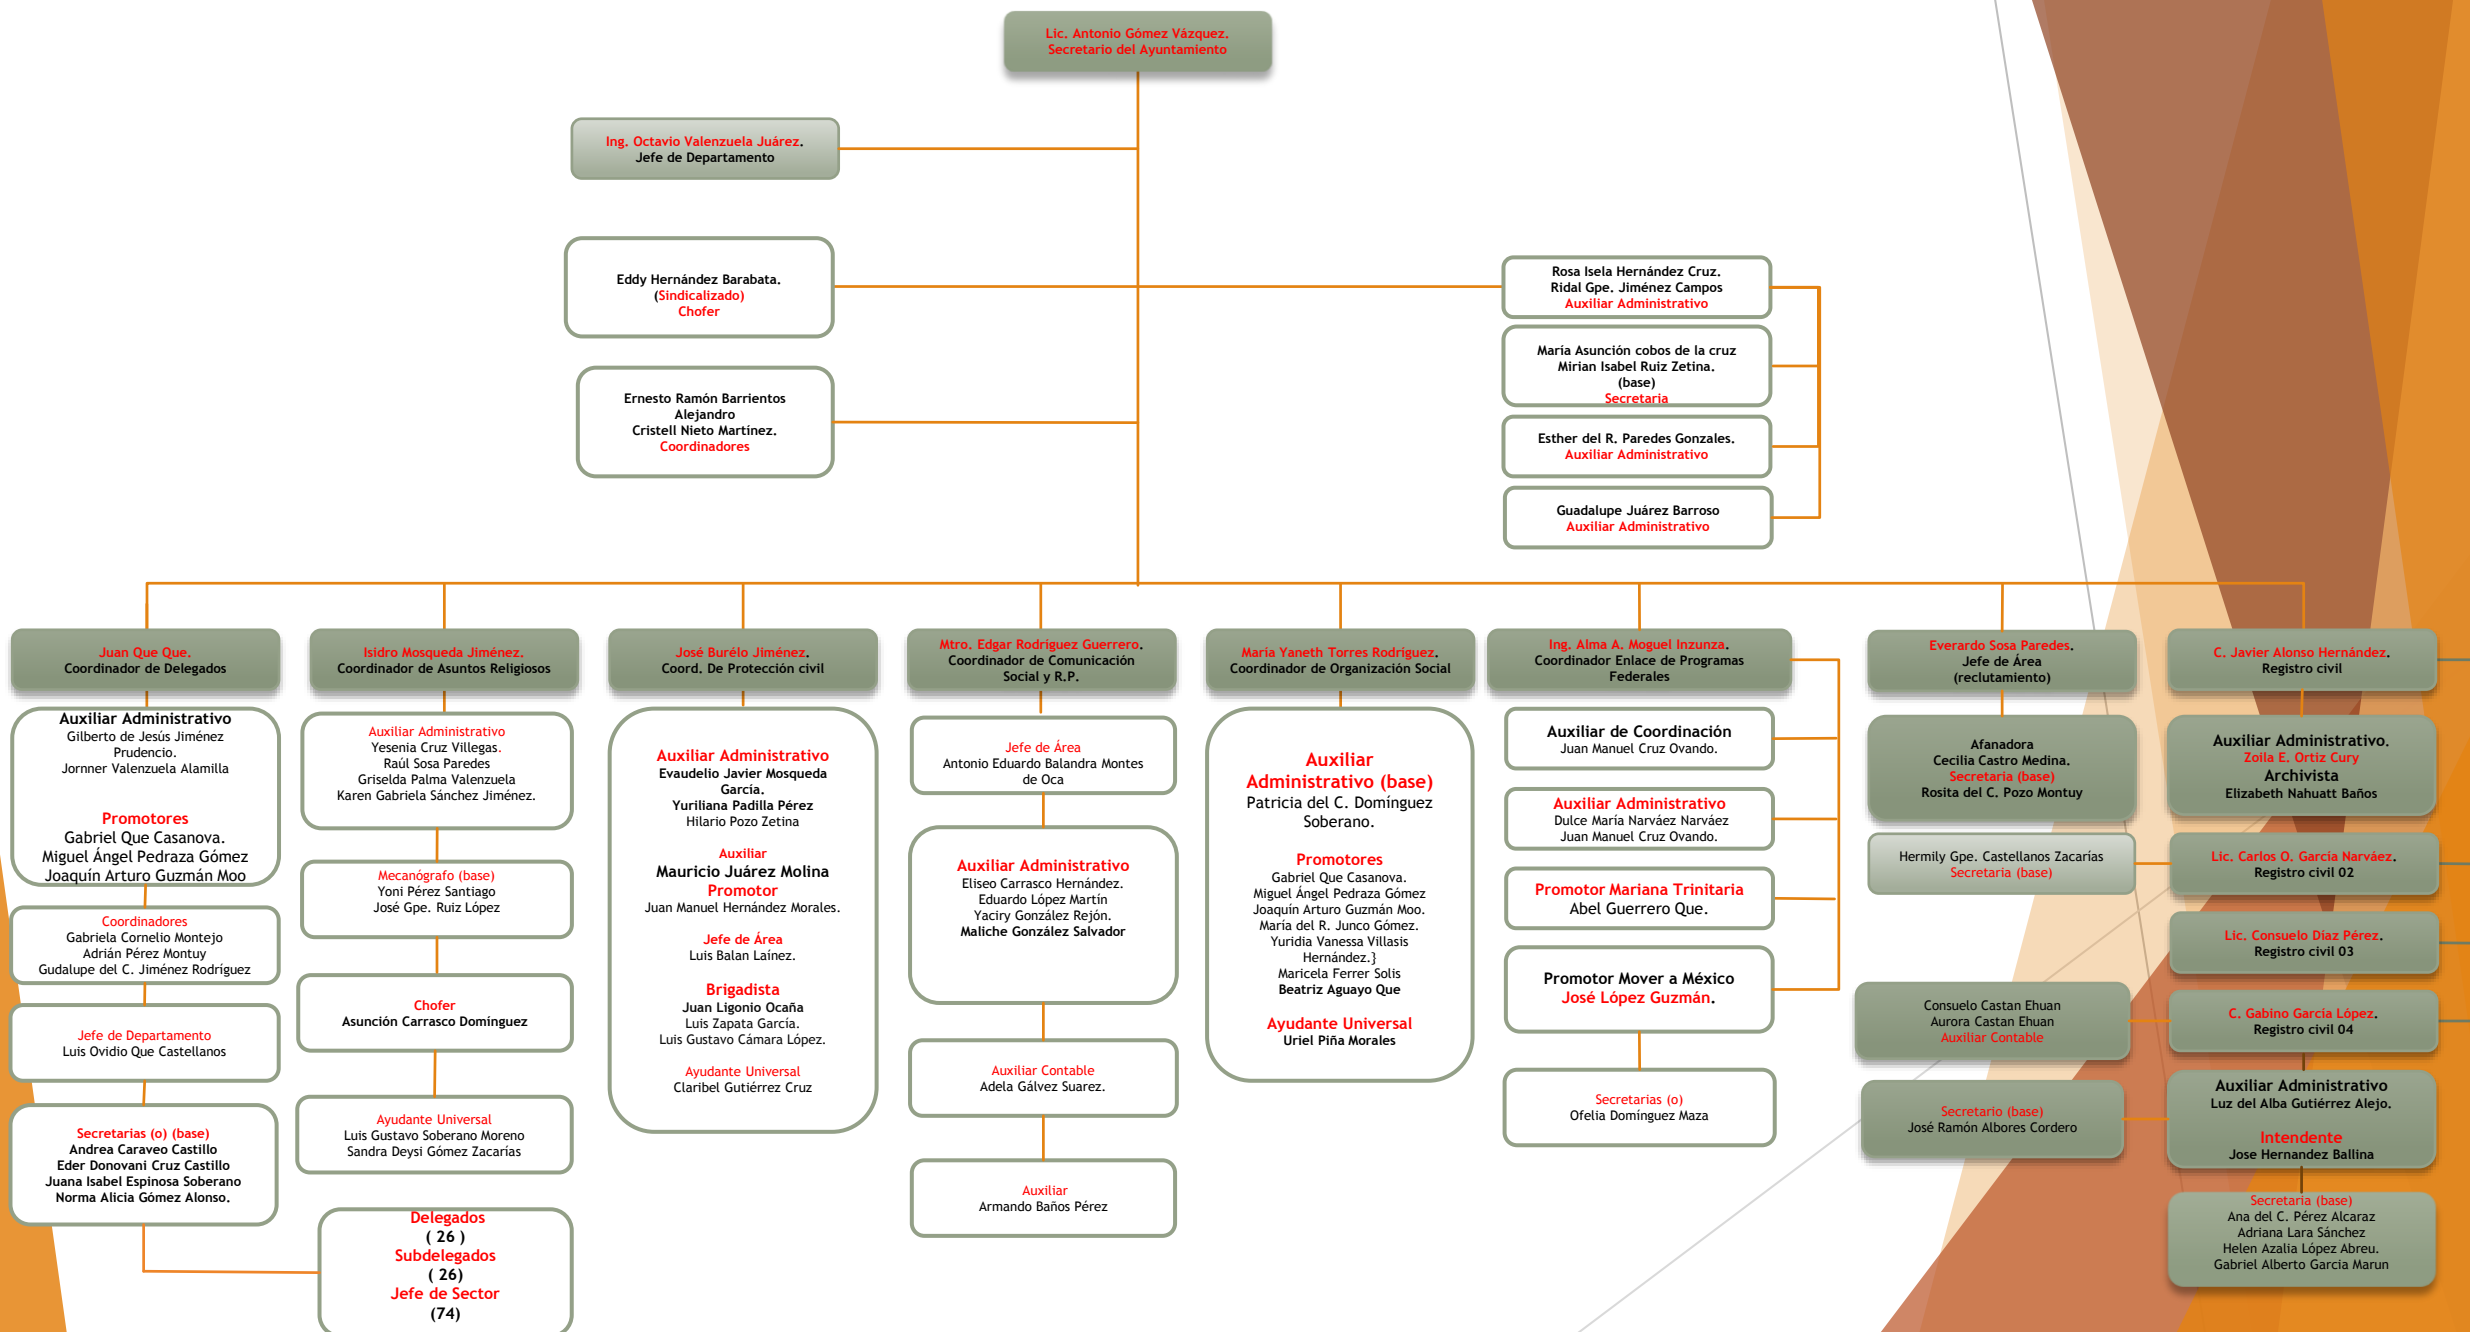 Lic. Antonio Gómez Vázquez.
Secretario del Ayuntamiento
Ing. Octavio Valenzuela Juárez.
Jefe de Departamento
Eddy Hernández Barabata.
(Sindicalizado)
Chofer
Ernesto Ramón Barrientos
Alejandro
Cristell Nieto Martínez.
Coordinadores
Rosa Isela Hernández Cruz.
Ridal Gpe. Jiménez Campos
Auxiliar Administrativo
María Asunción cobos de la cruz
Mirian Isabel Ruiz Zetina.
(base)
Secretaria
Esther del R. Paredes Gonzales.
Auxiliar Administrativo
Guadalupe Juárez Barroso
Auxiliar Administrativo
Juan Que Que.
Coordinador de Delegados
Auxiliar Administrativo
Gilberto de Jesús Jiménez
Prudencio.
Jornner Valenzuela Alamilla
Promotores
Gabriel Que Casanova.
Miguel Ángel Pedraza Gómez
Joaquín Arturo Guzmán Moo
Coordinadores
Gabriela Cornelio Montejo
Adrián Pérez Montuy
Gudalupe del C. Jiménez Rodríguez
Jefe de Departamento
Luis Ovidio Que Castellanos
Secretarias (o) (base)
Andrea Caraveo Castillo
Eder Donovani Cruz Castillo
Juana Isabel Espinosa Soberano
Norma Alicia Gómez Alonso.
Delegados
( 26 )
Subdelegados
( 26)
Jefe de Sector
(74)
Isidro Mosqueda Jiménez.
Coordinador de Asuntos Religiosos
Auxiliar Administrativo
Yesenia Cruz Villegas.
Raúl Sosa Paredes
Griselda Palma Valenzuela
Karen Gabriela Sánchez Jiménez.
Mecanógrafo (base)
Yoni Pérez Santiago
José Gpe. Ruiz López
Chofer
Asunción Carrasco Domínguez
Ayudante Universal
Luis Gustavo Soberano Moreno
Sandra Deysi Gómez Zacarías
José Burélo Jiménez.
Coord. De Protección civil
Auxiliar Administrativo
Evaudelio Javier Mosqueda
García.
Yuriliana Padilla Pérez
Hilario Pozo Zetina
Auxiliar
Mauricio Juárez Molina
Promotor
Juan Manuel Hernández Morales.
Jefe de Área
Luis Balan Laínez.
Brigadista
Juan Ligonio Ocaña
Luis Zapata García.
Luis Gustavo Cámara López.
Ayudante Universal
Claribel Gutiérrez Cruz
Mtro. Edgar Rodríguez Guerrero.
Coordinador de Comunicación
Social y R.P.
Jefe de Área
Antonio Eduardo Balandra Montes
de Oca
Auxiliar Administrativo
Eliseo Carrasco Hernández.
Eduardo López Martín
Yaciry González Rejón.
Maliche González Salvador
Auxiliar Contable
Adela Gálvez Suarez.
Auxiliar
Armando Baños Pérez
María Yaneth Torres Rodríguez.
Coordinador de Organización Social
Auxiliar
Administrativo (base)
Patricia del C. Domínguez
Soberano.
Promotores
Gabriel Que Casanova.
Miguel Ángel Pedraza Gómez
Joaquín Arturo Guzmán Moo.
María del R. Junco Gómez.
Yuridia Vanessa Villasis
Hernández.}
Maricela Ferrer Solis
Beatriz Aguayo Que
Ayudante Universal
Uriel Piña Morales
Ing. Alma A. Moguel Inzunza.
Coordinador Enlace de Programas
Federales
Auxiliar de Coordinación
Juan Manuel Cruz Ovando.
Auxiliar Administrativo
Dulce María Narváez Narváez
Juan Manuel Cruz Ovando.
Promotor Mariana Trinitaria
Abel Guerrero Que.
Promotor Mover a México
José López Guzmán.
Secretarias (o)
Ofelia Domínguez Maza
Everardo Sosa Paredes.
Jefe de Área
(reclutamiento)
Afanadora
Cecilia Castro Medina.
Secretaria (base)
Rosita del C. Pozo Montuy
Hermily Gpe. Castellanos Zacarías
Secretaria (base)
Consuelo Castan Ehuan
Aurora Castan Ehuan
Auxiliar Contable
Secretario (base)
José Ramón Albores Cordero
C. Javier Alonso Hernández.
Registro civil
Auxiliar Administrativo.
Zoila E. Ortiz Cury
Archivista
Elizabeth Nahuatt Baños
Lic. Carlos O. García Narváez.
Registro civil 02
Lic. Consuelo Díaz Pérez.
Registro civil 03
C. Gabino García López.
Registro civil 04
Auxiliar Administrativo
Luz del Alba Gutiérrez Alejo.
Intendente
Jose Hernandez Ballina
Secretaria (base)
Ana del C. Pérez Alcaraz
Adriana Lara Sánchez
Helen Azalia López Abreu.
Gabriel Alberto Garcia Marun